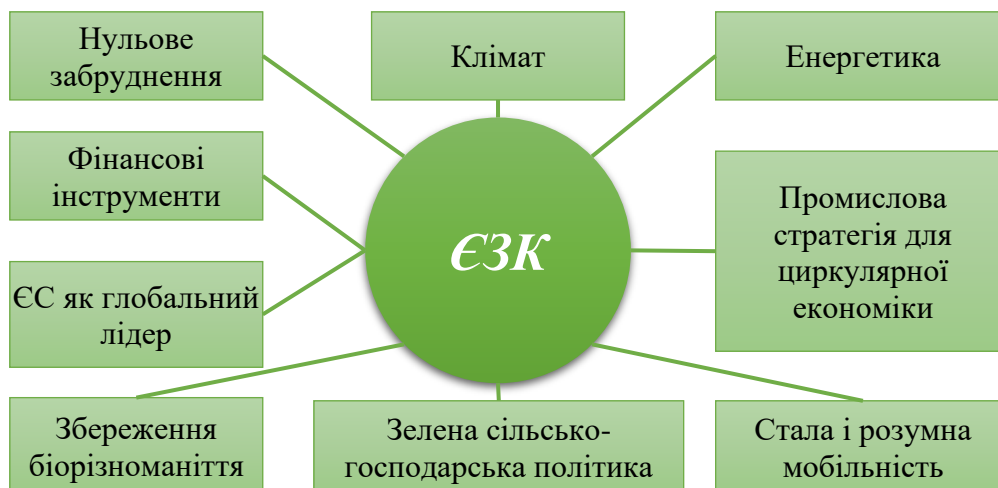 Нульове
забруднення
Клімат
Енергетика
Фінансові
інструменти
ЄЗК
Промислова
стратегія для
циркулярної
економіки
ЄС як глобальний
лідер
Збереження
біорізноманіття
Зелена сільсько-
господарська політика
Стала і розумна
мобільність